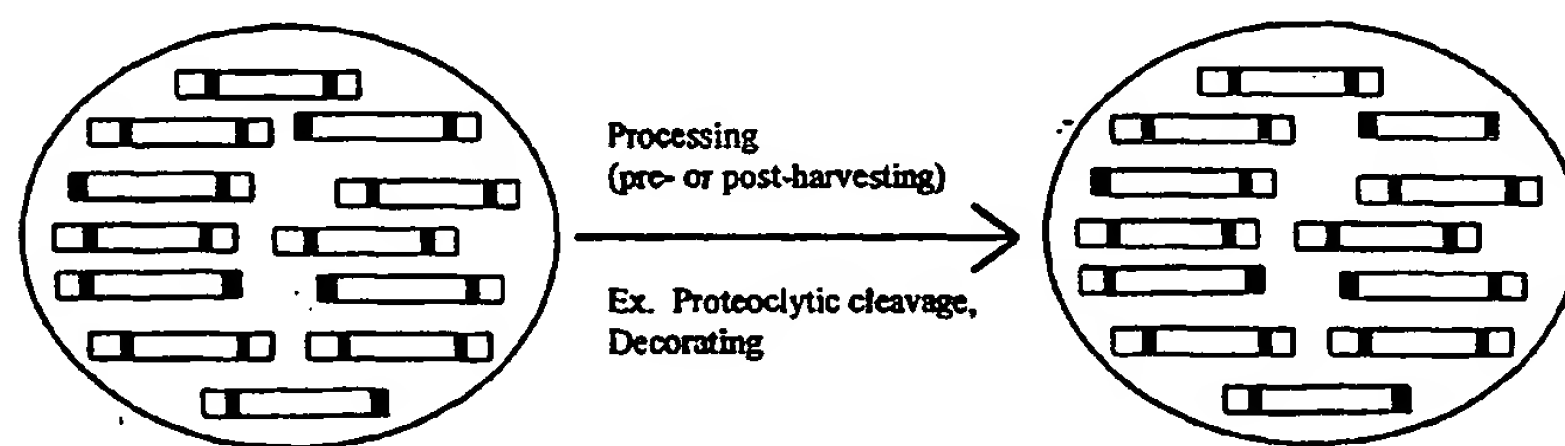 Processing
(pre- or post-harvesting)
Ex. Proteoclytic cleavage,
Decorating